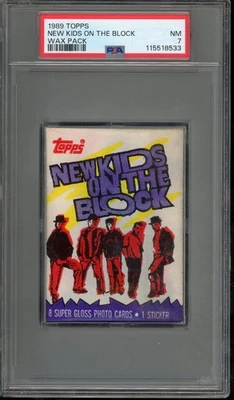 1989 TOPPS
NEW KIDS ON THE BLOCK
WAX PACK
NM
7
PSA
115518533
Topps
NEW KIDS
ON THE
BLOCK
8 SUPER GLOSS PHOTO CARDS • 1 STICKER